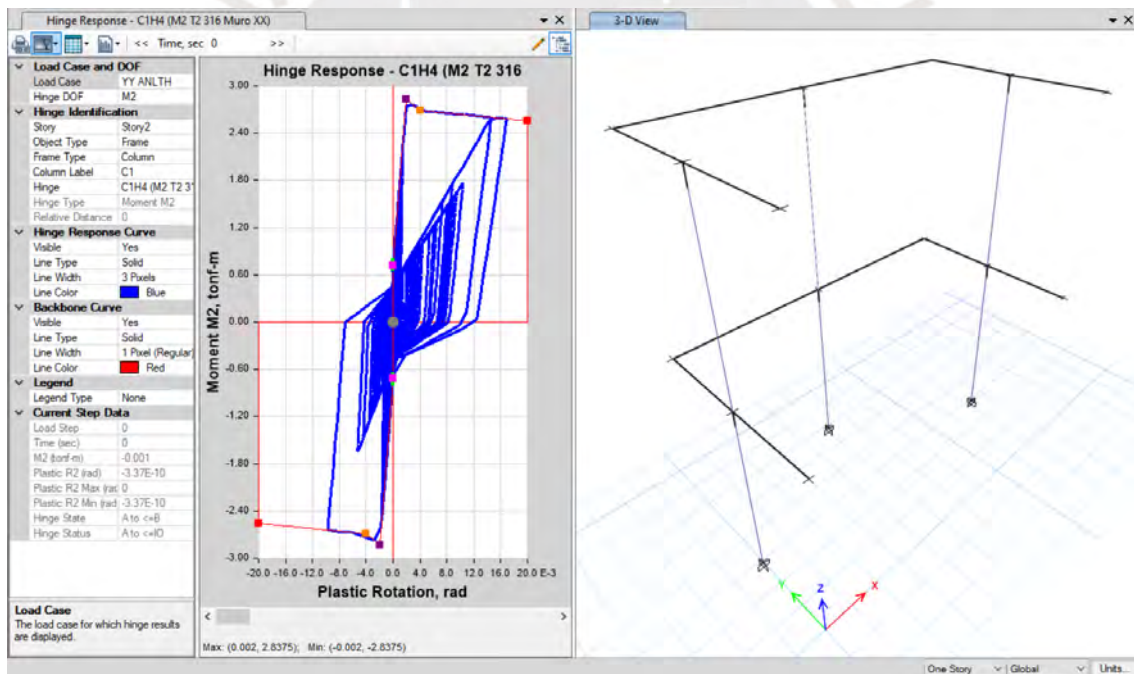 Hinge Response - C1H4 (M2 T2 316 Muro XX)
<< Time, sec 0 >>
Load Case and DOF
Load Case YY ANLTH
Hinge DOF M2
Hinge Identification
Story Story2
Object Type Frame
Frame Type Column
Column Label C1
Hinge C1H4 (M2 T2 31
Hinge Type Moment M2
Relative Distance 0
Hinge Response Curve
Visible Yes
Line Type Solid
Line Width 3 Pixels
Line Color Blue
Backbone Curve
Visible Yes
Line Type Solid
Line Width 1 Pixel (Regular)
Line Color Red
Legend
Legend Type None
Current Step Data
Load Step 0
Time (sec) 0
M2 (tonf-m) -0.001
Plastic R2 (rad) -3.37E-10
Plastic R2 Max (rad 0
Plastic R2 Min (rad -3.37E-10
Hinge State A to <=B
Hinge Status A to <=IO
Load Case
The load case for which hinge results
are displayed.
Hinge Response - C1H4 (M2 T2 316
Moment M2, tonf-m
3.00
2.40
1.80
1.20
0.60
0.00
-0.60
-1.20
-1.80
-2.40
-3.00
-20.0 -16.0 -12.0 -8.0 -4.0 0.0 4.0 8.0 12.0 16.0 20.0 E-3
Plastic Rotation, rad
Max: (0.002, 2.8375); Min: (-0.002, -2.8375)
3-D View
Y Z X
One Story Global Units...